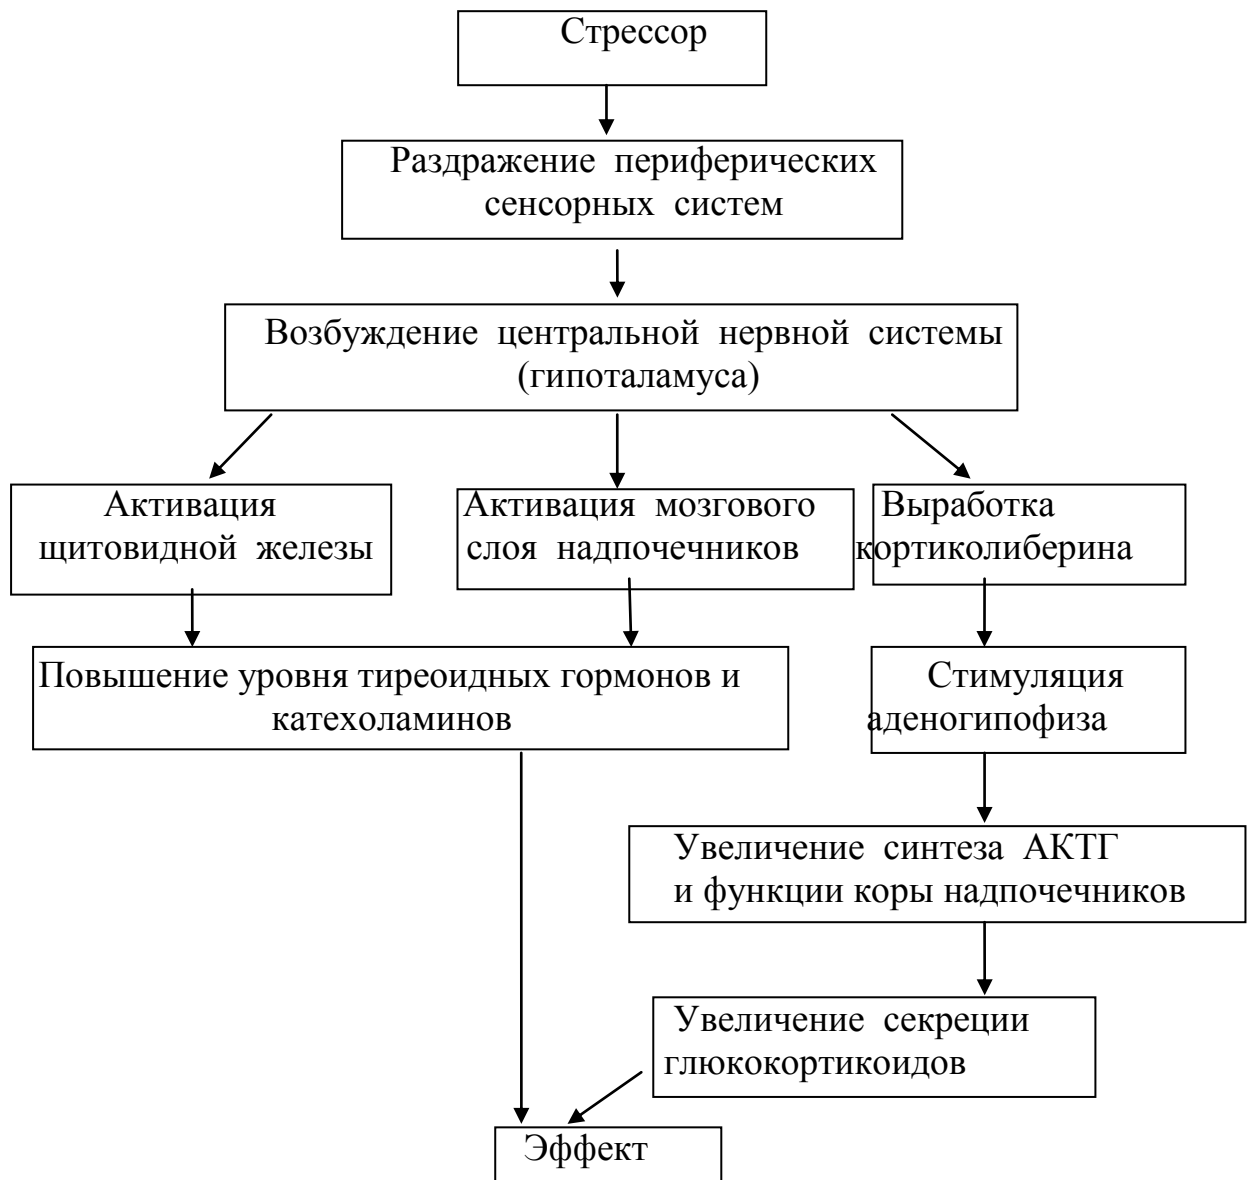 Стрессор
Раздражение периферических
сенсорных систем
Возбуждение центральной нервной системы
(гипоталамуса)
Активация
щитовидной железы
Активация мозгового
слоя надпочечников
Выработка
кортиколиберина
Повышение уровня тиреоидных гормонов и
катехоламинов
Стимуляция
аденогипофиза
Увеличение синтеза АКТГ
и функции коры надпочечников
Увеличение секреции
глюкокортикоидов
Эффект